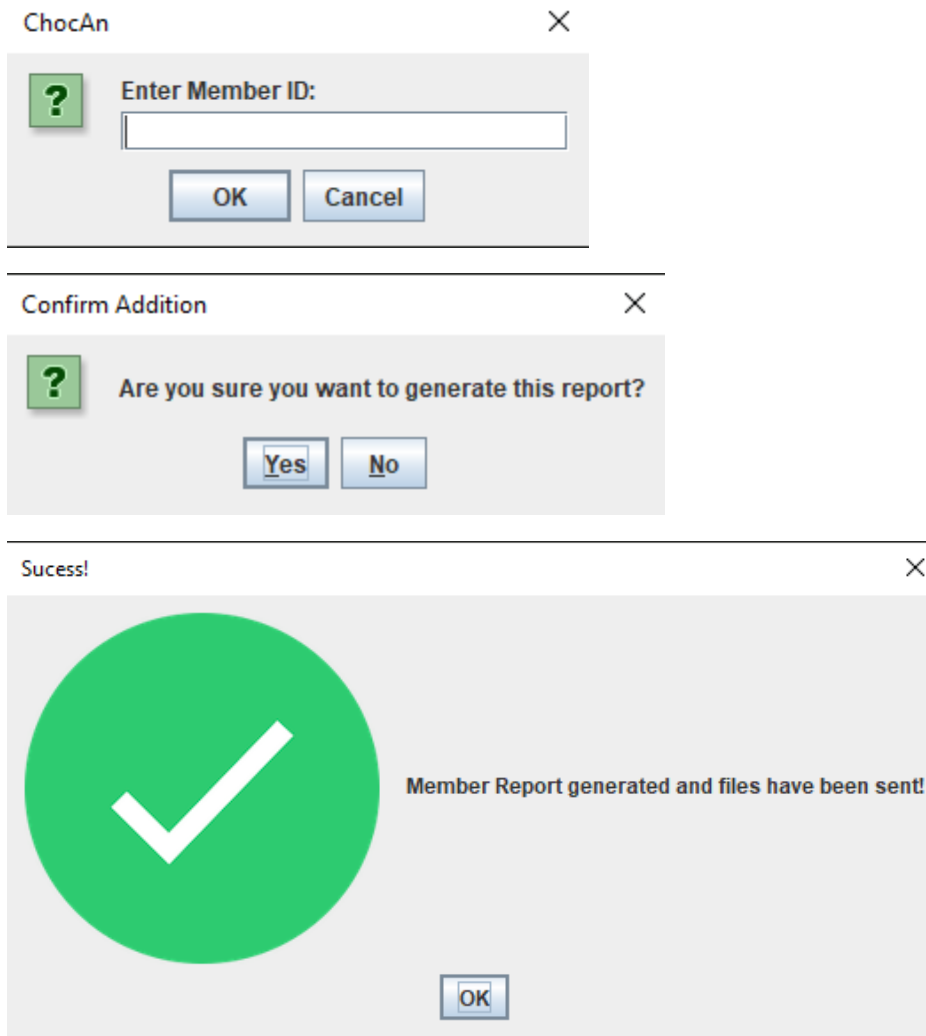 ChocAn
Enter Member ID:
OK Cancel
Confirm Addition
Are you sure you want to generate this report?
Yes No
Sucess!
Member Report generated and files have been sent!
OK